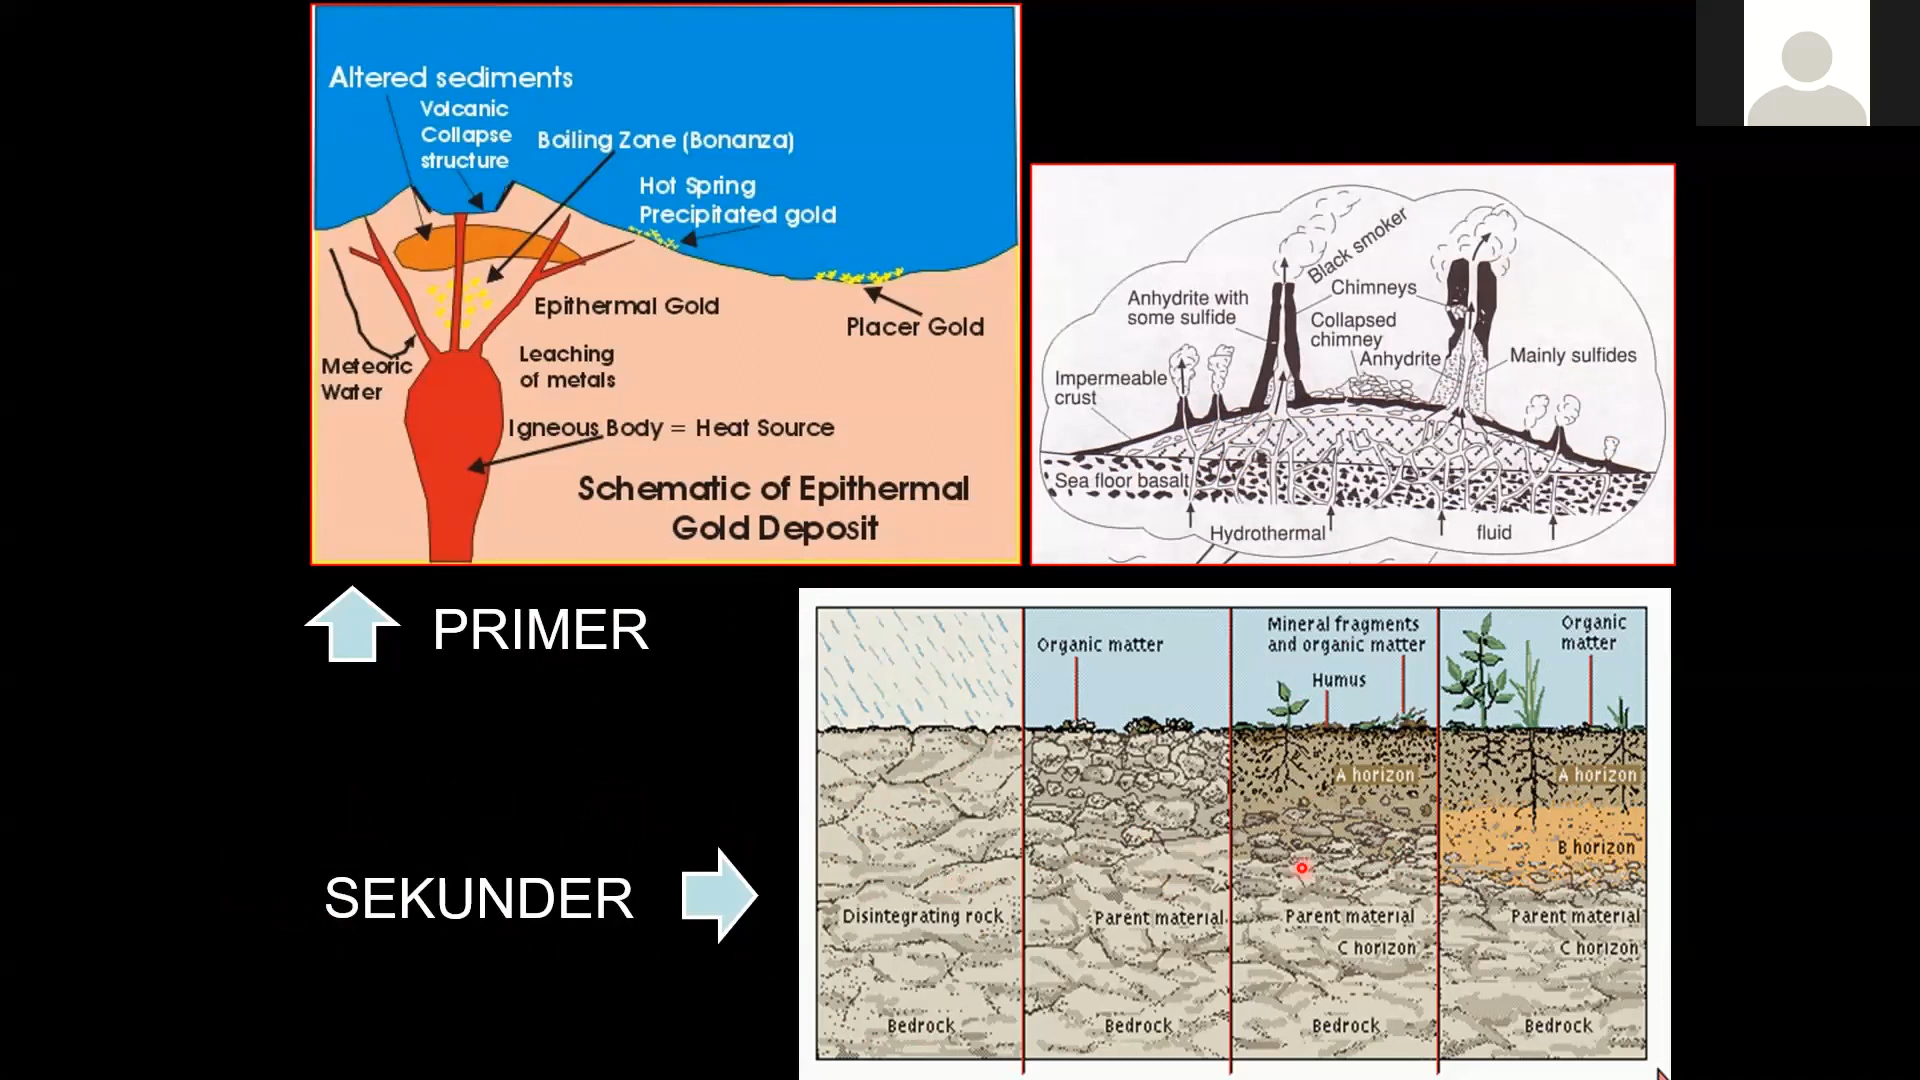 Altered sediments
Volcanic
Collapse
structure
Boiling Zone (Bonanza)
Hot Spring
Precipitated gold
Epithermal Gold
Placer Gold
Meteoric
Water
Leaching
of metals
Igneous Body = Heat Source
Schematic of Epithermal
Gold Deposit
Black smoker
Anhydrite with
some sulfide
Chimneys
Collapsed
chimney
Anhydrite
Mainly sulfides
Impermeable
crust
Sea floor basalt
Hydrothermal
fluid
PRIMER
SEKUNDER
Disintegrating rock
Bedrock
Organic matter
Parent material
Bedrock
Mineral fragments
and organic matter
Humus
A horizon
Parent material
C horizon
Bedrock
Organic
matter
A horizon
B horizon
Parent material
C horizon
Bedrock